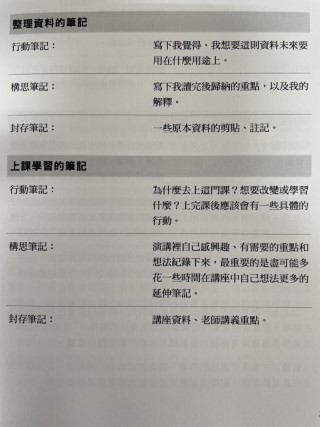 整理資料的筆記
行動筆記： 寫下我覺得、我想要這則資料未來要
用在什麼用途上。
構思筆記： 寫下我讀完後歸納的重點，以及我的
解釋。
封存筆記： 一些原本資料的剪貼、註記。
上課學習的筆記
行動筆記： 為什麼去上這門課？想要改變或學習
什麼？上完課後應該會有一些具體的
行動。
構思筆記： 演講裡自己感興趣、有需要的重點和
想法紀錄下來，最重要的是盡可能多
花一些時間在講座中自己想法更多的
延伸筆記。
封存筆記： 講座資料、老師講義重點。